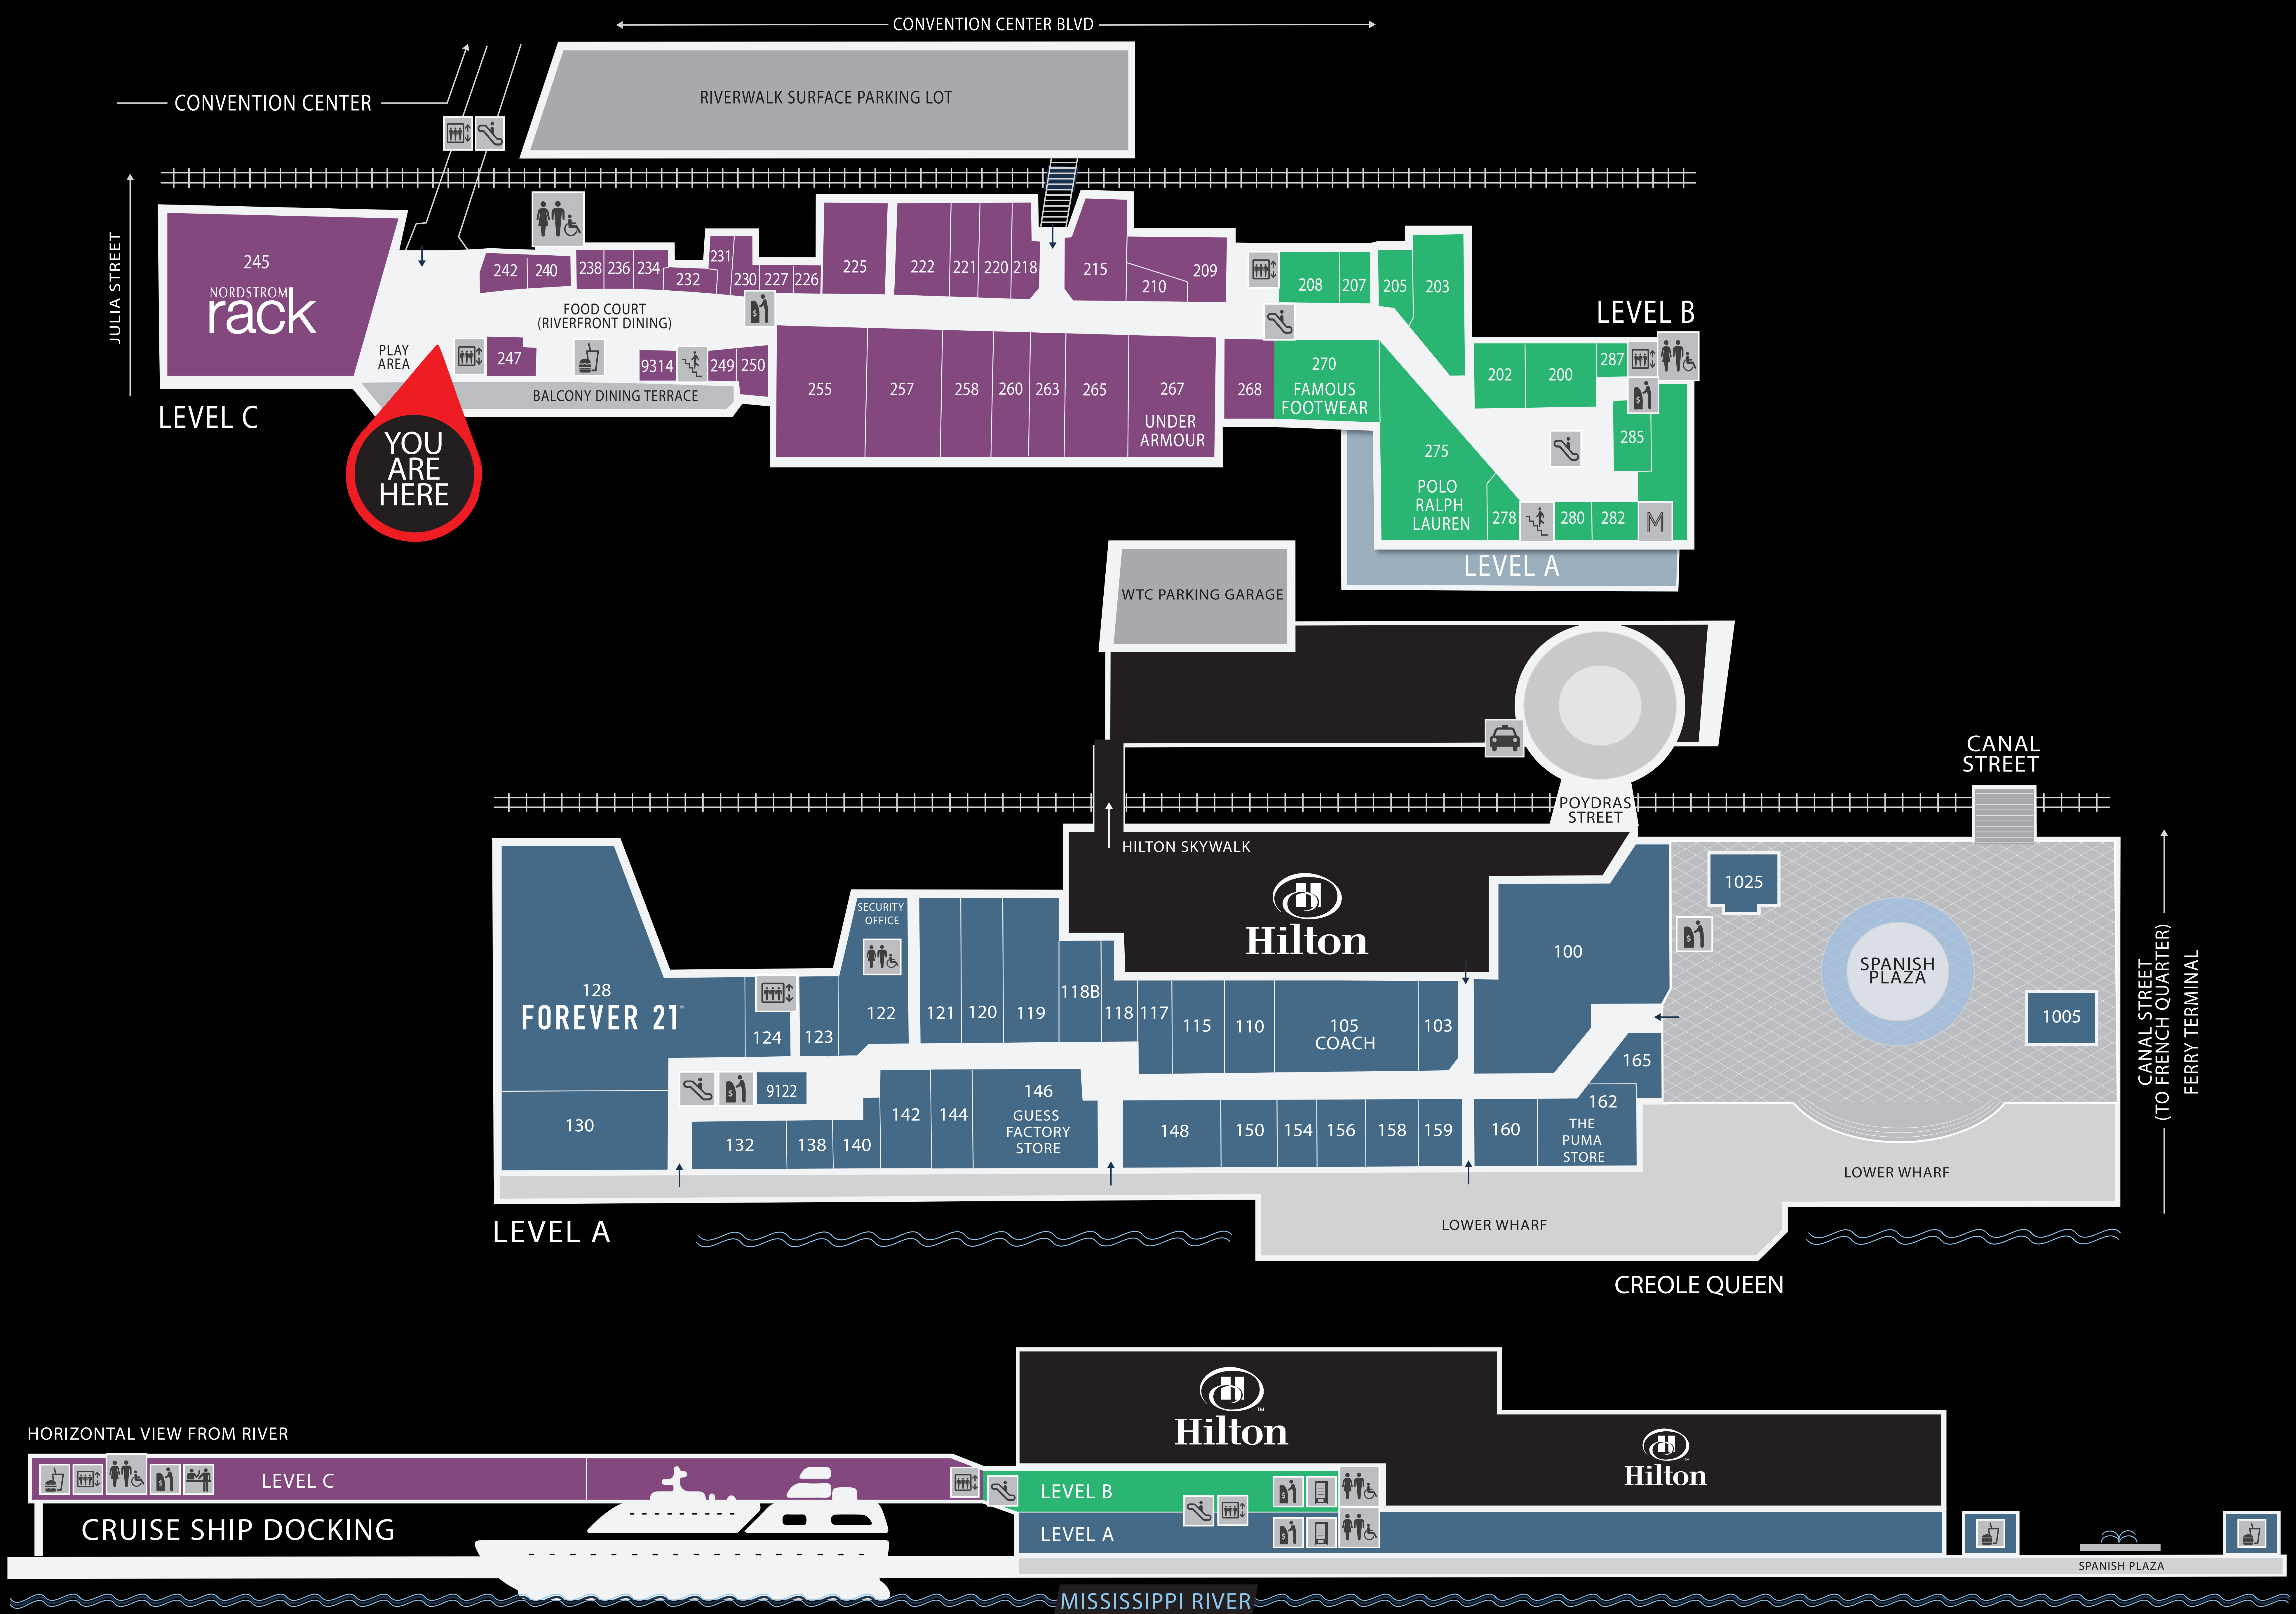 CONVENTION CENTER BLVD
CONVENTION CENTER
RIVERWALK SURFACE PARKING LOT
JULIA STREET
245
NORDSTROM
rack
242
240
238
236
234
232
231
230
227
226
225
222
221
220
218
215
210
209
208
207
205
203
LEVEL B
FOOD COURT
(RIVERFRONT DINING)
PLAY
AREA
247
9314
249
250
BALCONY DINING TERRACE
255
257
258
260
263
265
267
UNDER
ARMOUR
268
270
FAMOUS
FOOTWEAR
202
200
287
285
275
POLO
RALPH
LAUREN
278
280
282
M
LEVEL C
YOU
ARE
HERE
LEVEL A
WTC PARKING GARAGE
CANAL
STREET
POYDRAS
STREET
HILTON SKYWALK
Hilton
128
FOREVER 21
130
124
123
SECURITY
OFFICE
122
121
120
119
118B
118
117
115
110
105
COACH
103
100
1025
SPANISH
PLAZA
1005
165
9122
132
138
140
142
144
146
GUESS
FACTORY
STORE
148
150
154
156
158
159
160
162
THE
PUMA
STORE
LOWER WHARF
LOWER WHARF
CANAL STREET
(TO FRENCH QUARTER)
FERRY TERMINAL
LEVEL A
CREOLE QUEEN
HORIZONTAL VIEW FROM RIVER
LEVEL C
CRUISE SHIP DOCKING
Hilton
TM
Hilton
TM
LEVEL B
LEVEL A
SPANISH PLAZA
MISSISSIPPI RIVER